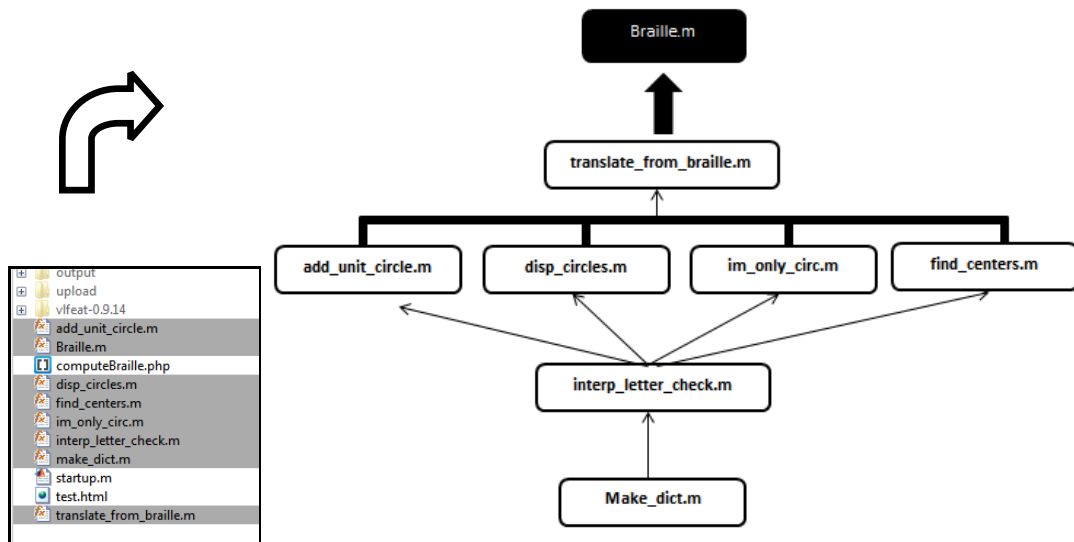 Braille.m
translate_from_braille.m
add_unit_circle.m
disp_circles.m
im_only_circ.m
find_centers.m
interp_letter_check.m
Make_dict.m
output
upload
vlfeat-0.9.14
add_unit_circle.m
Braille.m
computeBraille.php
disp_circles.m
find_centers.m
im_only_circ.m
interp_letter_check.m
make_dict.m
startup.m
test.html
translate_from_braille.m